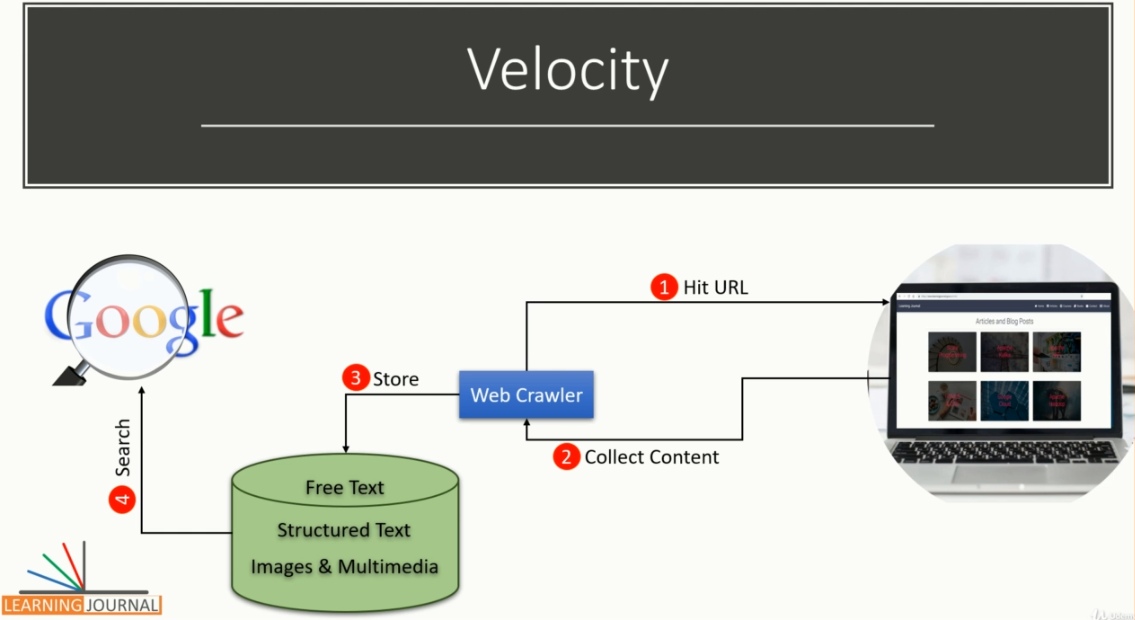 Velocity
Google
1 Hit URL
Articles and Blog Posts
3 Store
Web Crawler
2 Collect Content
4 Search
Free Text
Structured Text
Images & Multimedia
LEARNING JOURNAL
Udemy